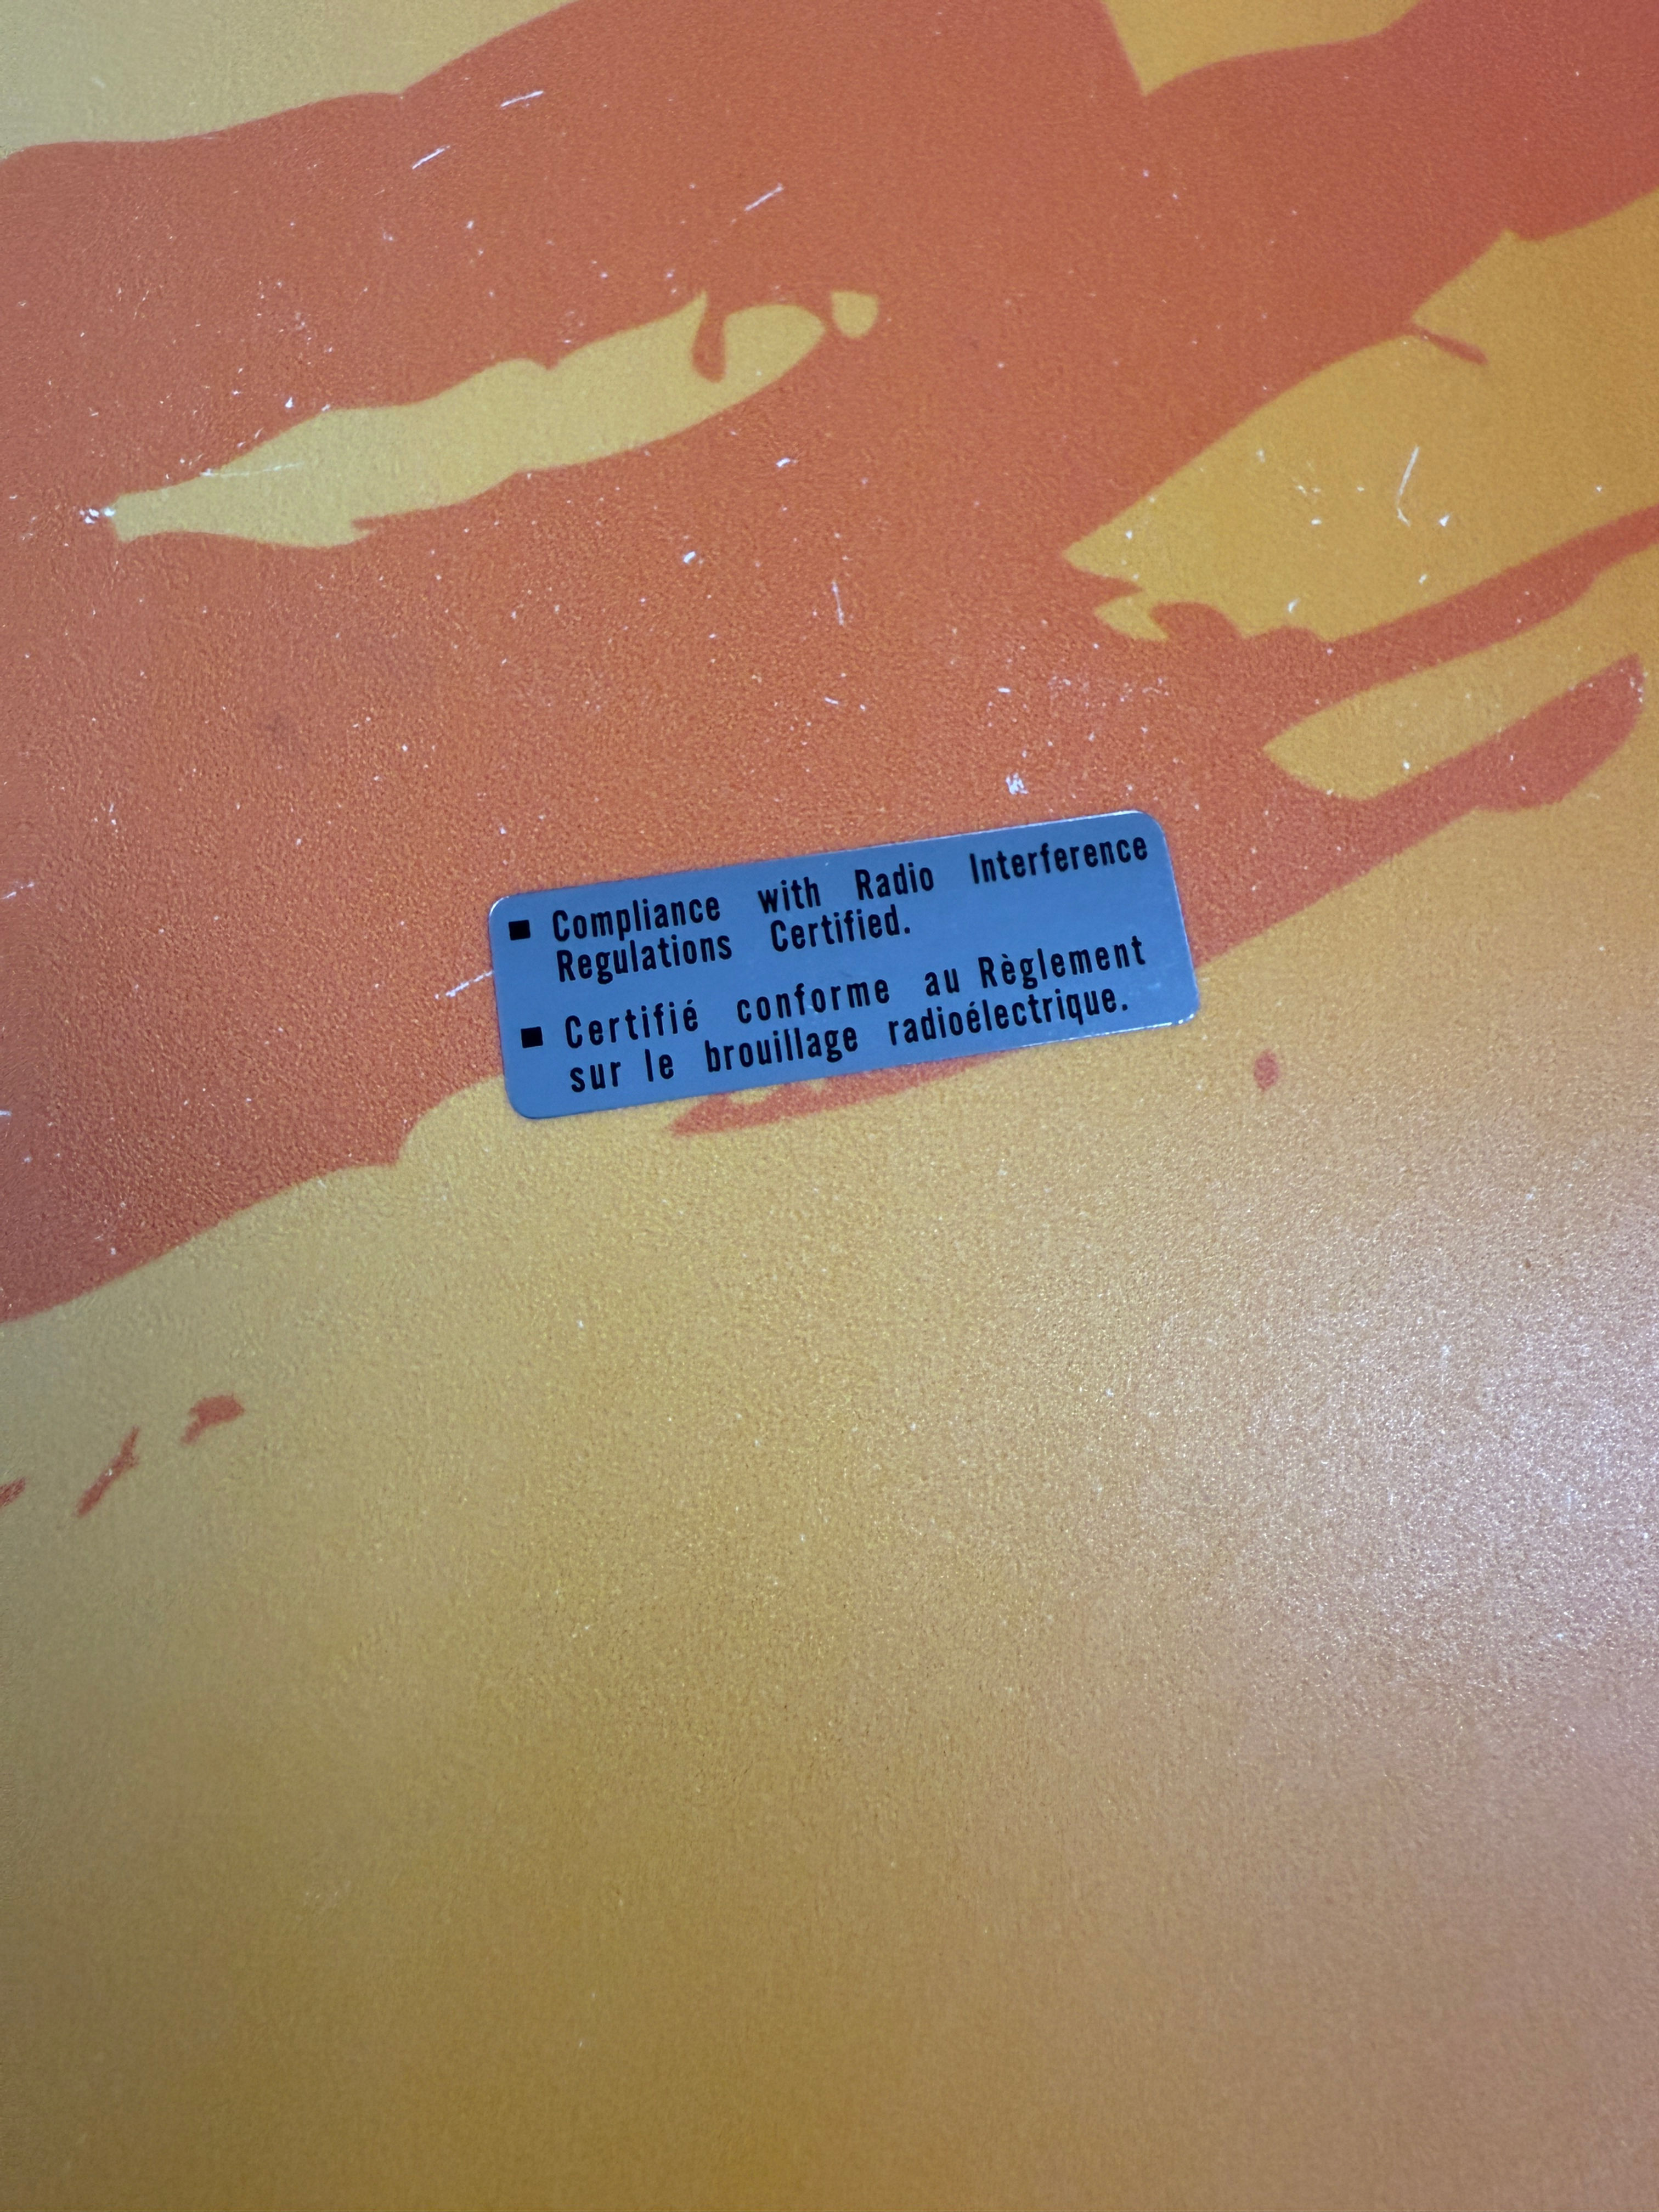 ■ Compliance with Radio Interference
Regulations Certified.
■ Certifié conforme au Règlement
sur le brouillage radioélectrique.